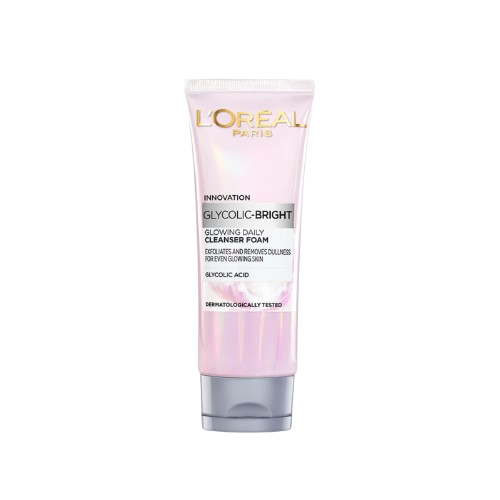 L'ORÉAL
PARIS
INNOVATION
GLYCOLIC-BRIGHT
GLOWING DAILY
CLEANSER FOAM
EXFOLIATES AND REMOVES DULLNESS
FOR EVEN GLOWING SKIN
GLYCOLIC ACID
DERMATOLOGICALLY TESTED